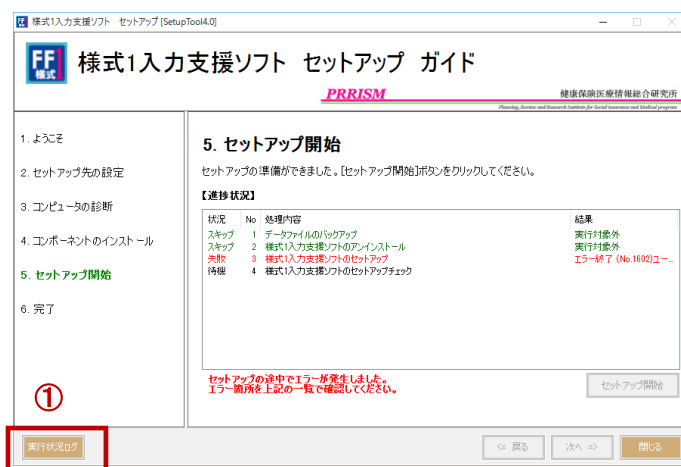 様式1入力支援ソフト セットアップ [SetupTool4.0]
FF1
様式
様式1入力支援ソフト セットアップ ガイド
PRRISM
健康保険医療情報総合研究所
Planning, Review and Research Institute for Social insurance and Medical program
1. ようこそ
2. セットアップ先の設定
3. コンピュータの診断
4. コンポーネントのインストール
5. セットアップ開始
6. 完了
5. セットアップ開始
セットアップの準備ができました。[セットアップ開始]ボタンをクリックしてください。
【進捗状況】
状況 No 処理内容 結果
スキップ 1 データファイルのバックアップ 実行対象外
スキップ 2 様式1入力支援ソフトのアンインストール 実行対象外
失敗 3 様式1入力支援ソフトのセットアップ エラー終了 (No.1602)ユー...
待機 4 様式1入力支援ソフトのセットアップチェック
セットアップの途中でエラーが発生しました。
エラー箇所を上記の一覧で確認してください。
セットアップ開始
①
実行状況ログ
<= 戻る
次へ =>
閉じる